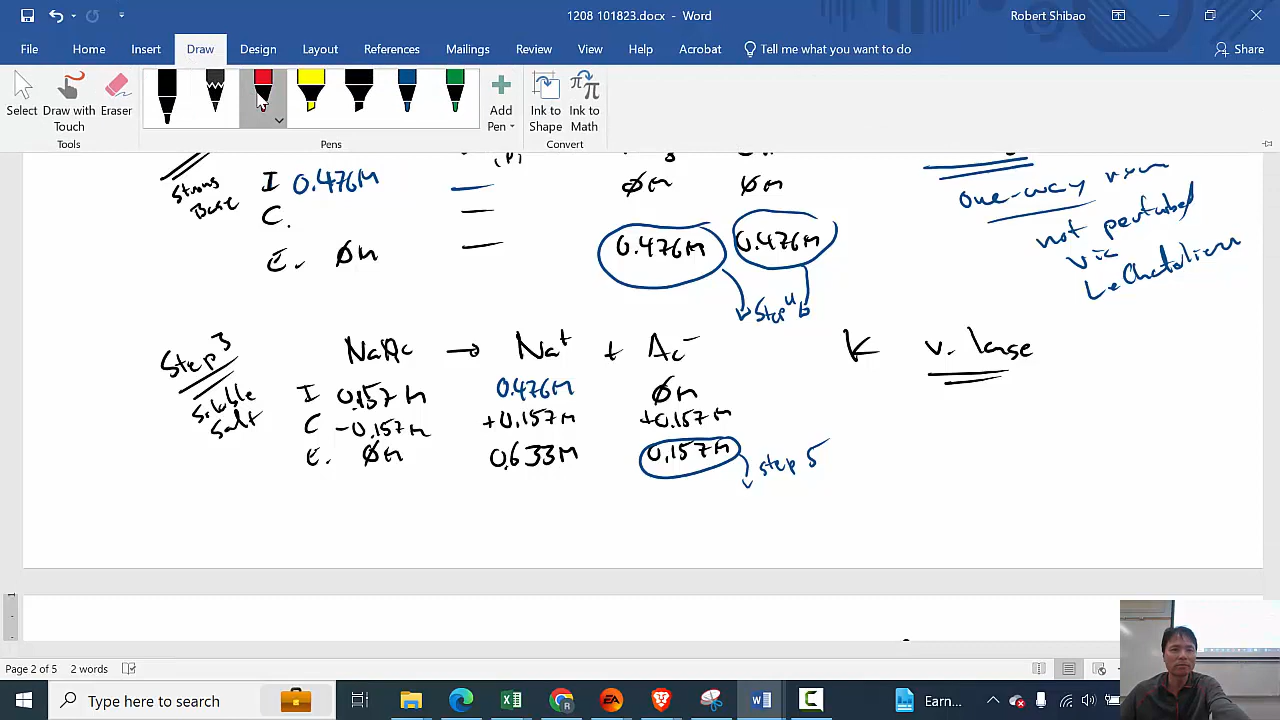 1208 101823.docx - Word
Robert Shibao
File Home Insert Draw Design Layout References Mailings Review View Help Acrobat Tell me what you want to do Share
Select Draw with Touch Eraser Add Pen Ink to Shape Ink to Math
Tools Pens Convert
Strong Base
I 0.476M — ØM ØM
C. —
E. ØM — 0.476M 0.476M
one-way rxn
not perturbed
via
LeChatelier
Step 4b
Step 3 NaAc → Na⁺ + Ac⁻ K v. large
Soluble Salt
I 0.157M 0.476M ØM
C -0.157M +0.157M +0.157M
E. ØM 0.633M 0.157M step 5
Page 2 of 5 2 words
Type here to search
Earn...